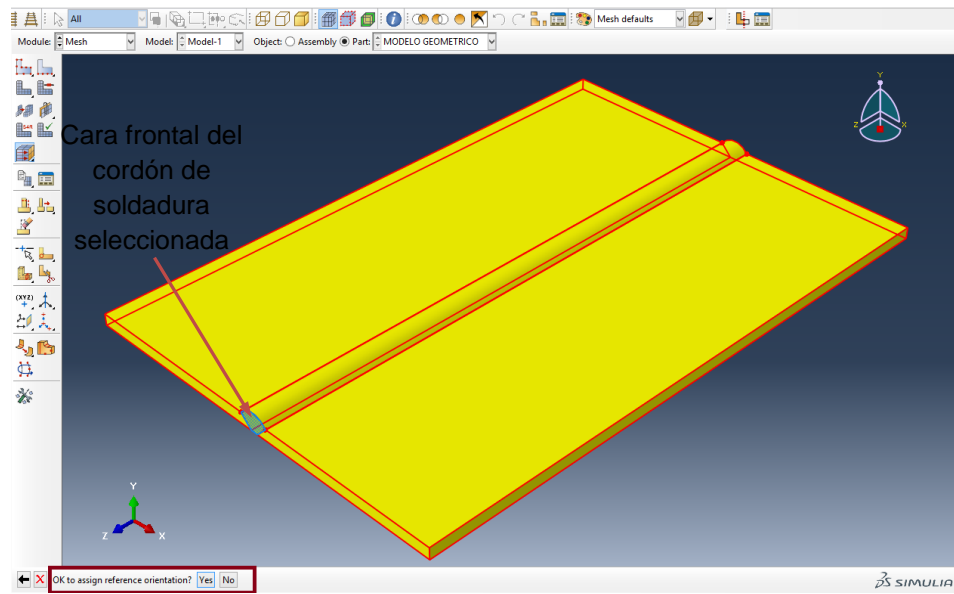 All
Mesh defaults
Module: Mesh Model: Model-1 Object: Assembly Part: MODELO GEOMETRICO
Cara frontal del
cordón de
soldadura
seleccionada
Y
Z X
(XYZ)
Y
Z X
OK to assign reference orientation? Yes No
SIMULIA